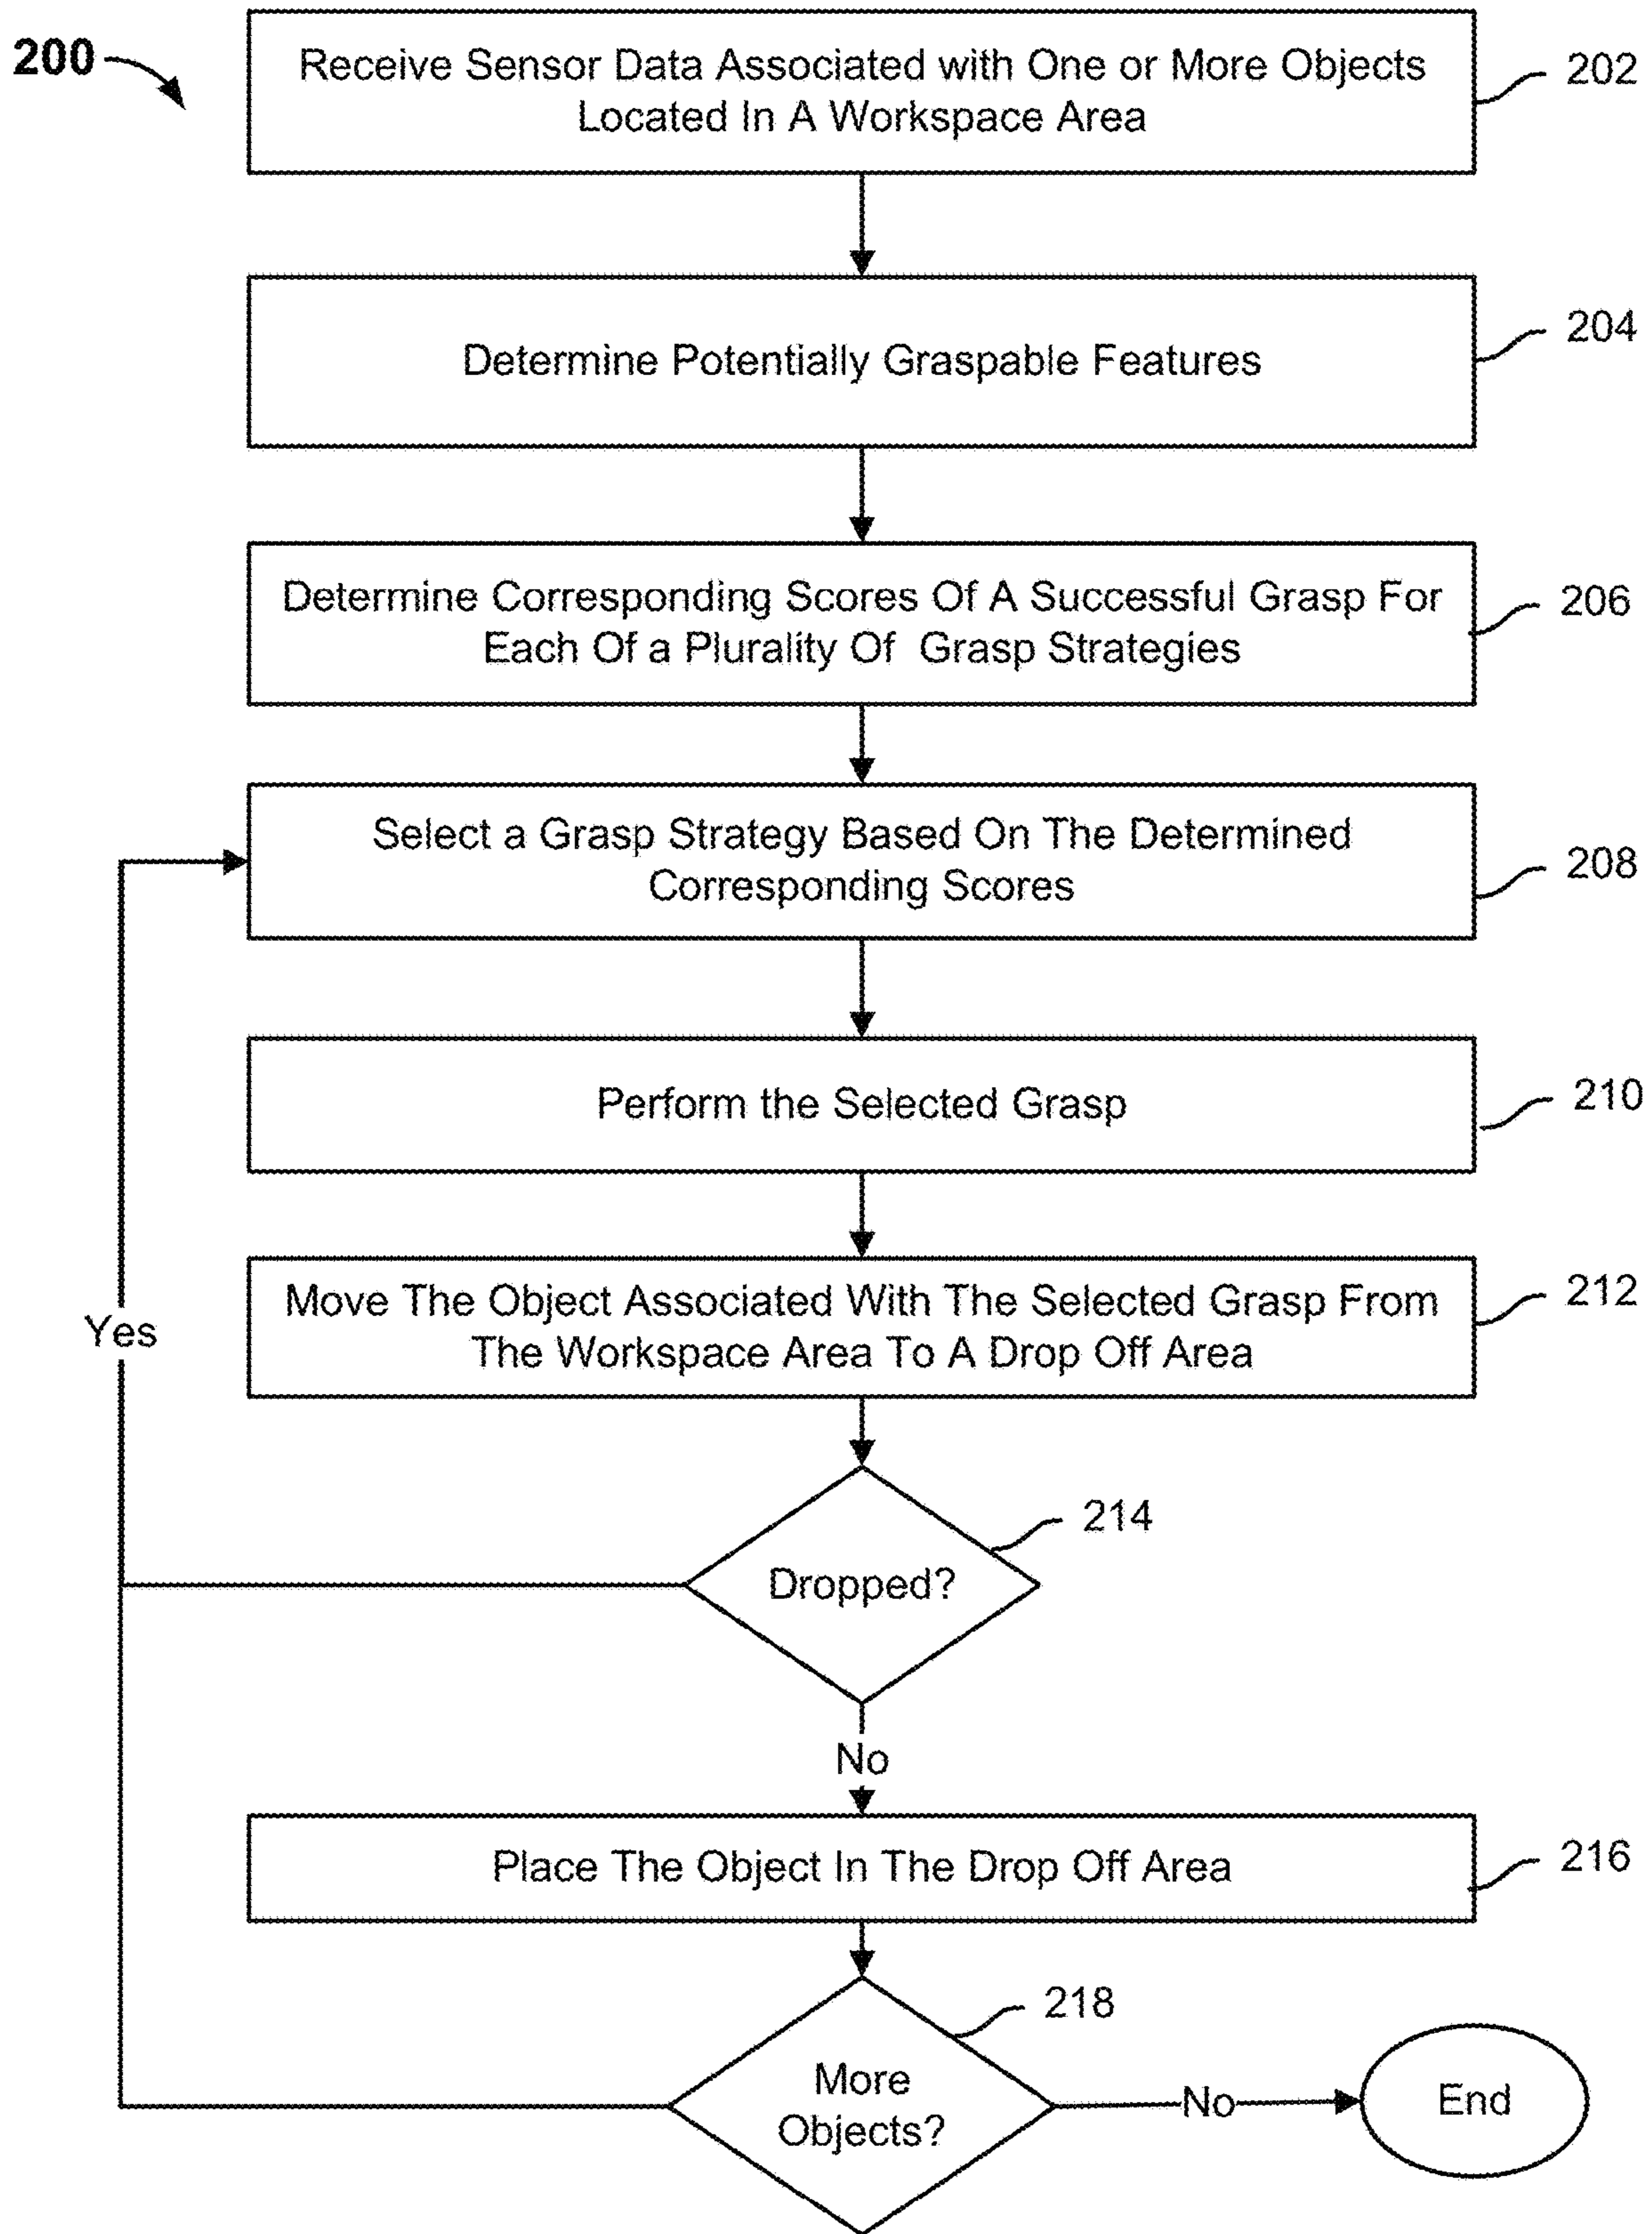 200
Receive Sensor Data Associated with One or More Objects
Located In A Workspace Area
202
Determine Potentially Graspable Features
204
Determine Corresponding Scores Of A Successful Grasp For
Each Of a Plurality Of Grasp Strategies
206
Select a Grasp Strategy Based On The Determined
Corresponding Scores
208
Perform the Selected Grasp
210
Move The Object Associated With The Selected Grasp From
The Workspace Area To A Drop Off Area
212
Yes
Dropped?
214
No
Place The Object In The Drop Off Area
216
More
Objects?
218
No
End